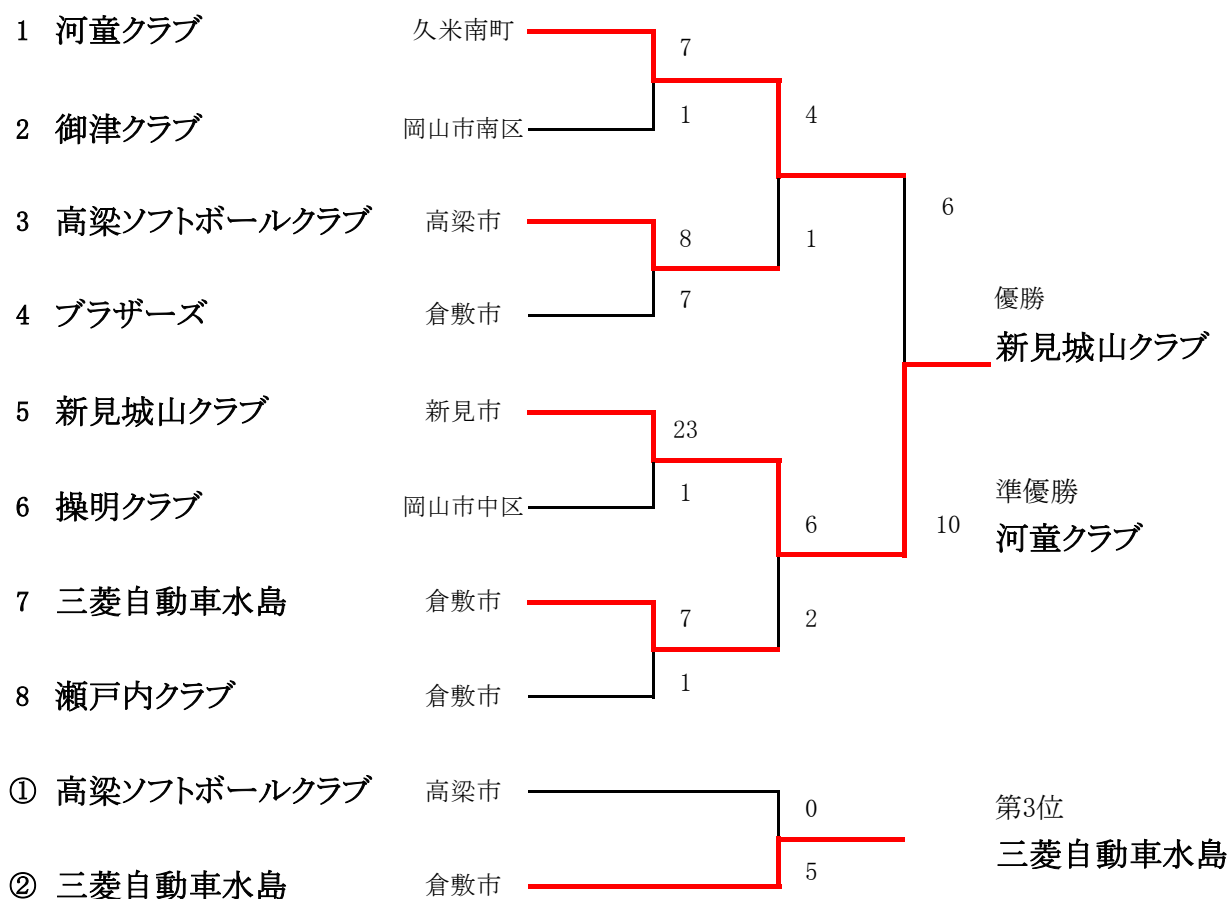 1 河童クラブ 久米南町
7
1
2 御津クラブ 岡山市南区
4
3 高梁ソフトボールクラブ 高梁市
8
1
6
7
4 ブラザーズ 倉敷市
優勝
新見城山クラブ
5 新見城山クラブ 新見市
23
1
6 操明クラブ 岡山市中区
6
10
準優勝
河童クラブ
7 三菱自動車水島 倉敷市
7
2
1
8 瀬戸内クラブ 倉敷市
① 高梁ソフトボールクラブ 高梁市
0
第3位
三菱自動車水島
5
② 三菱自動車水島 倉敷市